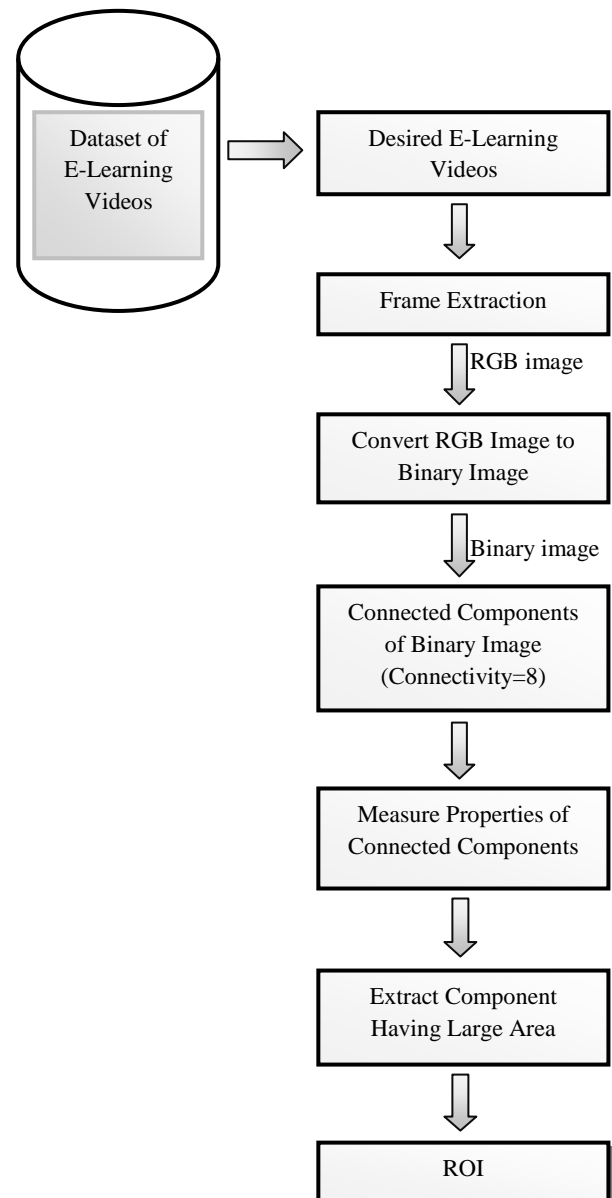 Dataset of
E-Learning
Videos
Desired E-Learning
Videos
Frame Extraction
RGB image
Convert RGB Image to
Binary Image
Binary image
Connected Components
of Binary Image
(Connectivity=8)
Measure Properties of
Connected Components
Extract Component
Having Large Area
ROI